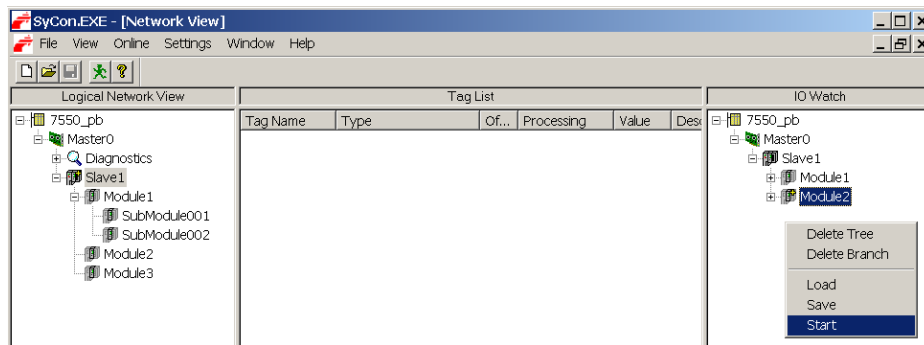 SyCon.EXE - [Network View]
File View Online Settings Window Help
Logical Network View
7550_pb
Master0
Diagnostics
Slave1
Module1
SubModule001
SubModule002
Module2
Module3
Tag List
Tag Name Type Of... Processing Value Desc
IO Watch
7550_pb
Master0
Slave1
Module1
Module2
Delete Tree
Delete Branch
Load
Save
Start